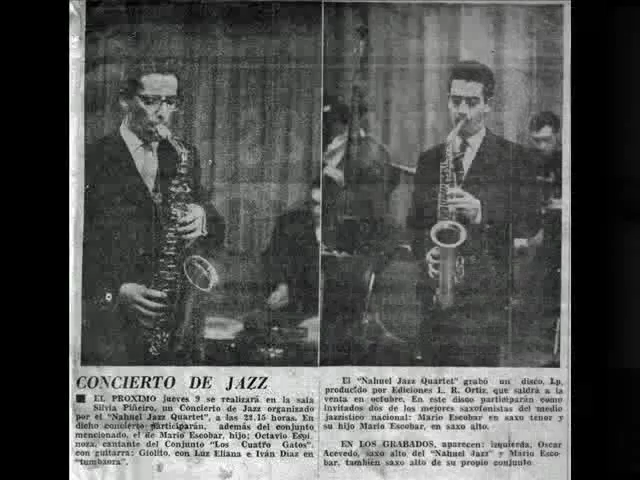 CONCIERTO DE JAZZ
EL PROXIMO jueves 9 se realizará en la sala
Silvia Piñeiro, un Concierto de Jazz organizado
por el "Nahuel Jazz Quartet", a las 22.15 horas. En
dicho concierto participarán, además del conjunto
mencionado, el de Mario Escobar, hijo; Octavio Espi
noza, cantante del Conjunto "Los Cuatro Gatos",
con guitarra; Giolito, con Luz Eliana e Iván Díaz en
"tumbaora".
El "Nahuel Jazz Quartet" grabó un disco, Lp,
producido por Ediciones L. R. Ortiz, que saldrá a la
venta en octubre. En este disco participarán como
invitados dos de los mejores saxofonistas del medio
jazzístico nacional: Mario Escobar en saxo tenor y
su hijo Mario Escobar, en saxo alto.
EN LOS GRABADOS, aparecen: izquierda, Oscar
Acevedo, saxo alto del "Nahuel Jazz" y Mario Esco-
bar, también saxo alto de su propio conjunto.